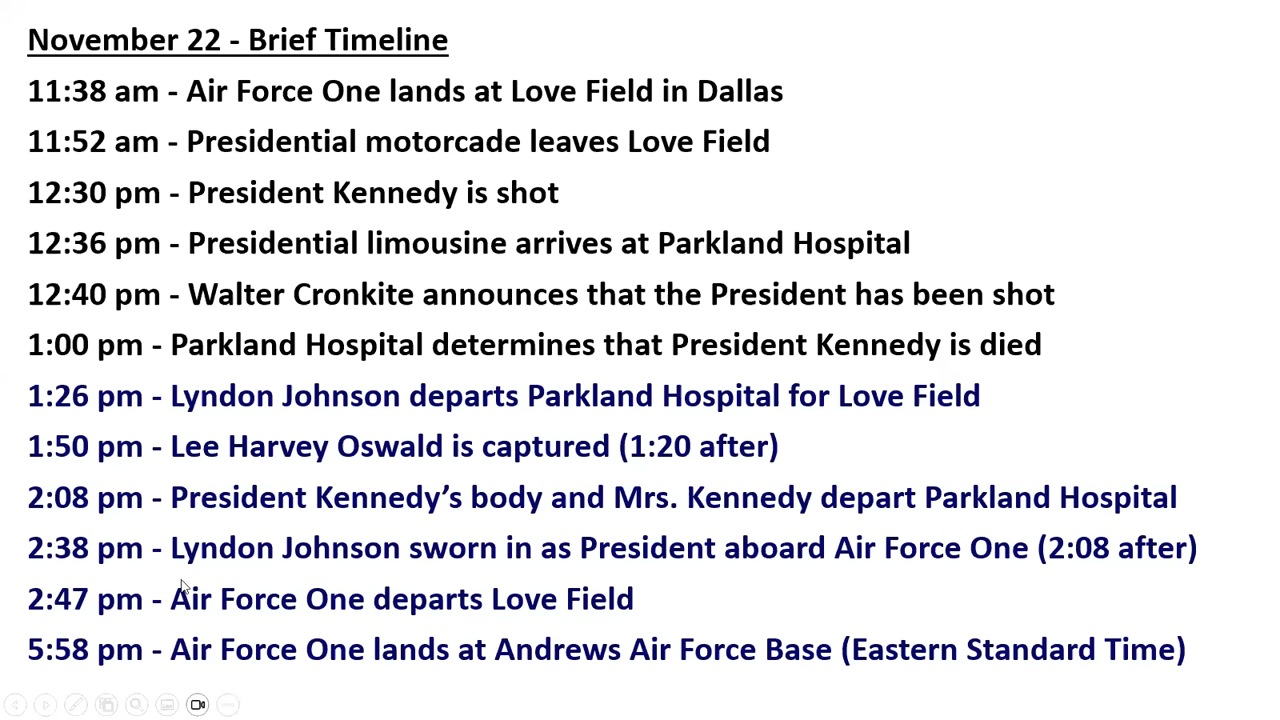 November 22 - Brief Timeline
11:38 am - Air Force One lands at Love Field in Dallas
11:52 am - Presidential motorcade leaves Love Field
12:30 pm - President Kennedy is shot
12:36 pm - Presidential limousine arrives at Parkland Hospital
12:40 pm - Walter Cronkite announces that the President has been shot
1:00 pm - Parkland Hospital determines that President Kennedy is died
1:26 pm - Lyndon Johnson departs Parkland Hospital for Love Field
1:50 pm - Lee Harvey Oswald is captured (1:20 after)
2:08 pm - President Kennedy’s body and Mrs. Kennedy depart Parkland Hospital
2:38 pm - Lyndon Johnson sworn in as President aboard Air Force One (2:08 after)
2:47 pm - Air Force One departs Love Field
5:58 pm - Air Force One lands at Andrews Air Force Base (Eastern Standard Time)